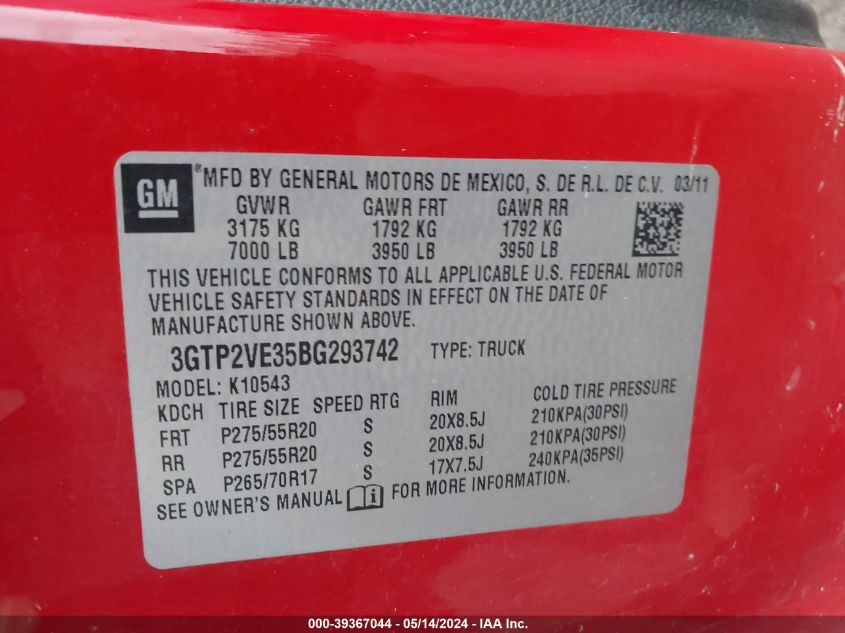 GM
*MFD BY GENERAL MOTORS DE MEXICO, S. DE R.L. DE C.V. 03/11
GVWR GAWR FRT GAWR RR
3175 KG 1792 KG 1792 KG
7000 LB 3950 LB 3950 LB
THIS VEHICLE CONFORMS TO ALL APPLICABLE U.S. FEDERAL MOTOR
VEHICLE SAFETY STANDARDS IN EFFECT ON THE DATE OF
MANUFACTURE SHOWN ABOVE.
3GTP2VE35BG293742 TYPE: TRUCK
MODEL: K10543
KDCH TIRE SIZE SPEED RTG RIM COLD TIRE PRESSURE
FRT P275/55R20 S 20X8.5J 210KPA(30PSI)
RR P275/55R20 S 20X8.5J 210KPA(30PSI)
SPA P265/70R17 S 17X7.5J 240KPA(35PSI)
SEE OWNER'S MANUAL i FOR MORE INFORMATION.
000-39367044 / 05/14/2024 - IAA Inc.